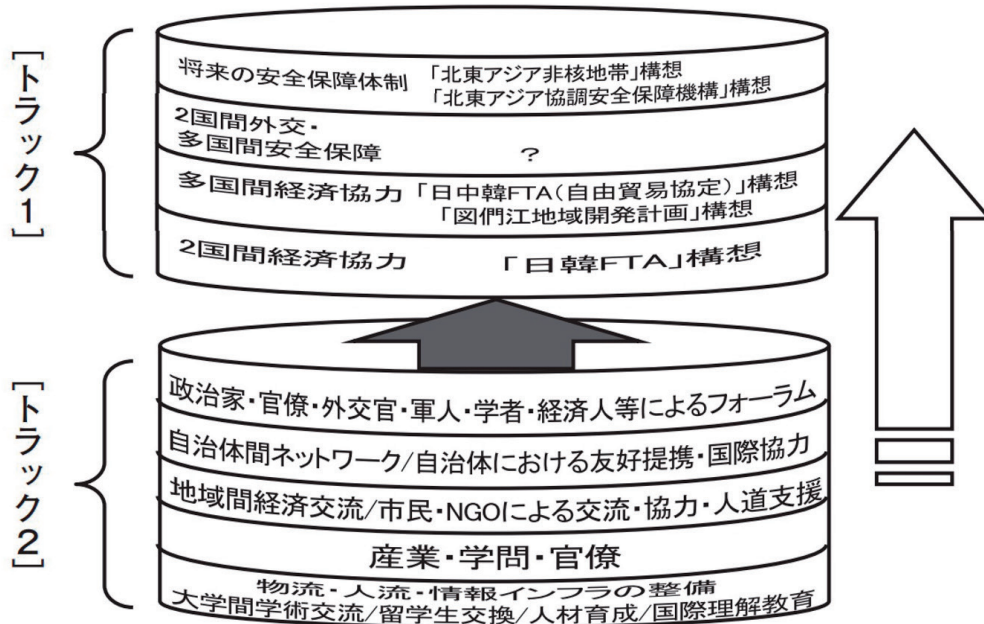 [トラック1]
将来の安全保障体制 「北東アジア非核地帯」構想
「北東アジア協調安全保障機構」構想
2国間外交・
多国間安全保障 ?
多国間経済協力 「日中韓FTA(自由貿易協定)」構想
「図們江地域開発計画」構想
2国間経済協力 「日韓FTA」構想
[トラック2]
政治家・官僚・外交官・軍人・学者・経済人等によるフォーラム
自治体間ネットワーク/自治体における友好提携・国際協力
地域間経済交流/市民・NGOによる交流・協力・人道支援
産業・学問・官僚
物流・人流・情報インフラの整備
大学間学術交流/留学生交換/人材育成/国際理解教育